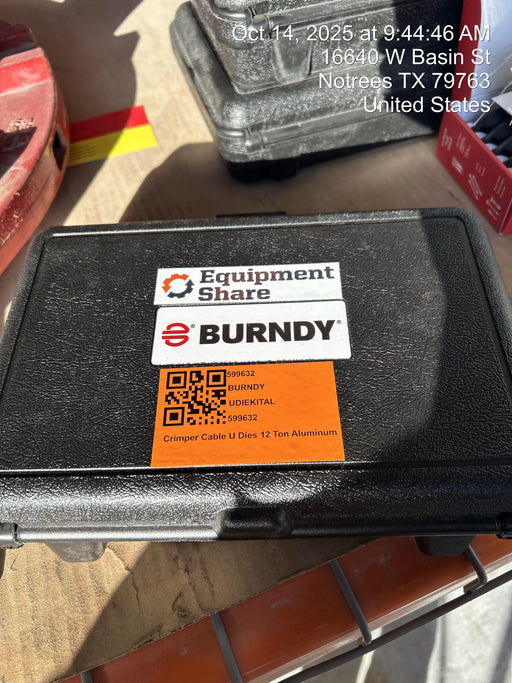 Oct 14, 2025 at 9:44:46 AM
16640 W Basin St
Notrees TX 79763
United States
Equipment
Share
BURNDY®
599632
BURNDY
UDIEKITAL
599632
Crimper Cable U Dies 12 Ton Aluminum